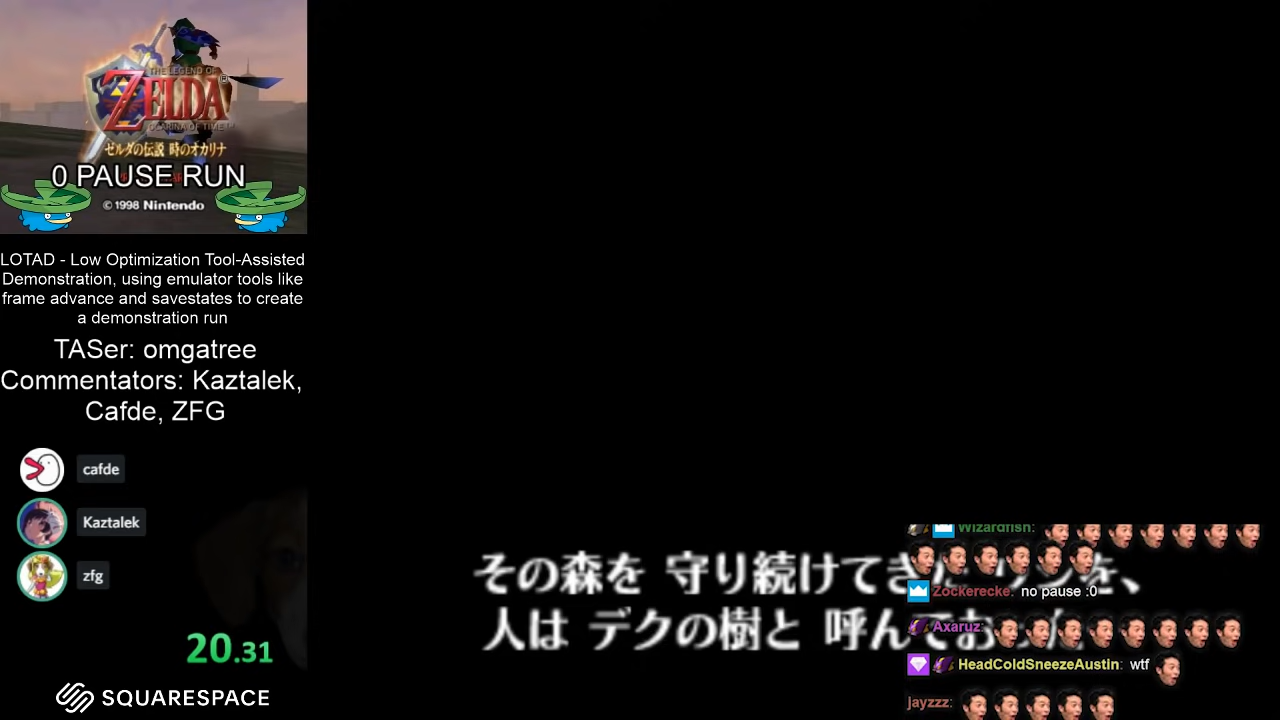 THE LEGEND OF
ZELDA
OCARINA OF TIME
ゼルダの伝説 時のオカリナ
0 PAUSE RUN
© 1998 Nintendo
LOTAD - Low Optimization Tool-Assisted
Demonstration, using emulator tools like
frame advance and savestates to create
a demonstration run
TASer: omgatree
Commentators: Kaztalek,
Cafde, ZFG
cafde
Kaztalek
zfg
20.31
SQUARESPACE
その森を 守り続けてき
人は デクの樹と 呼んでお
Wizardfish:
Zockerecke: no pause :0
Axaruz:
HeadColdSneezeAustin: wtf
jayzzz: